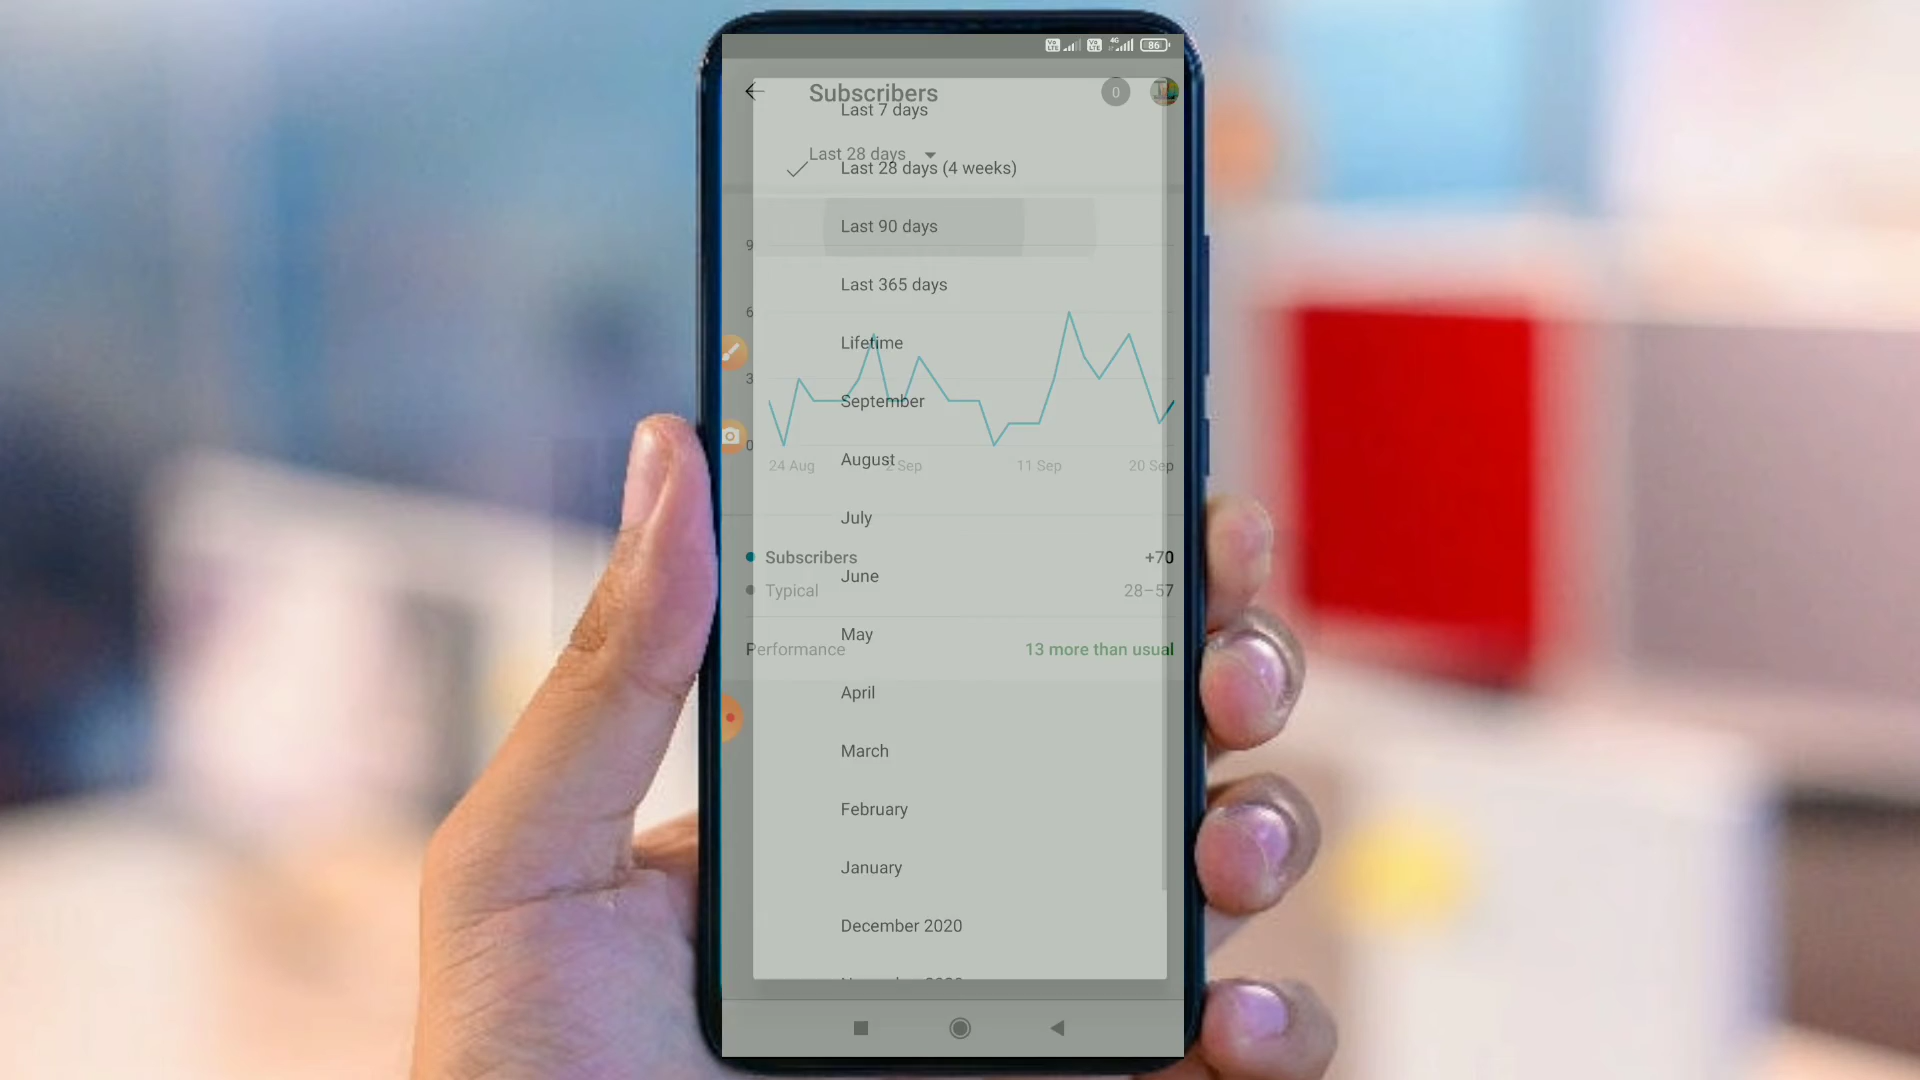 86
Subscribers
0
Last 7 days
Last 28 days
Last 28 days (4 weeks)
Last 90 days
9
Last 365 days
6
Lifetime
3
September
0
24 Aug
2 Sep
11 Sep
20 Sep
August
July
Subscribers
+70
June
Typical
28–57
May
Performance
13 more than usual
April
March
February
January
December 2020